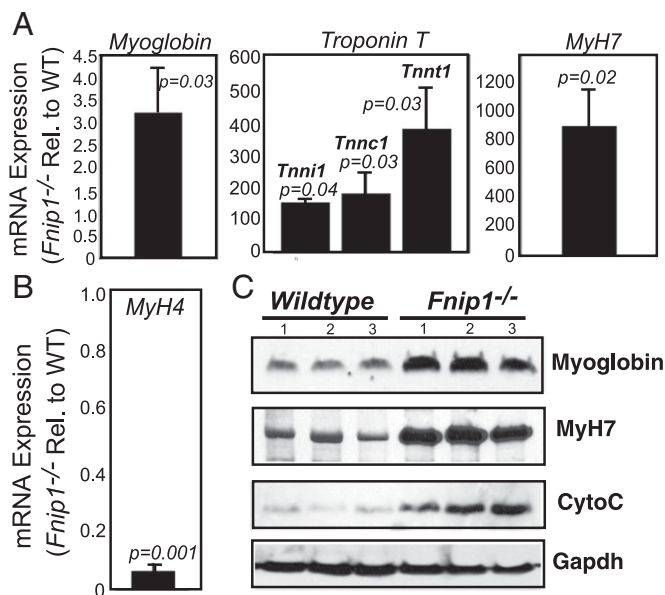 A
Myoglobin
Troponin T
MyH7
mRNA Expression
(Fnip1-/- Rel. to WT)
4.5
4.0
3.5
3.0
2.5
2.0
1.5
1.0
0.5
0
p=0.03
600
500
400
300
200
100
0
Tnni1
p=0.04
Tnnc1
p=0.03
Tnnt1
p=0.03
1200
1000
800
600
400
200
0
p=0.02
B
MyH4
mRNA Expression
(Fnip1-/- Rel. to WT)
1.0
0.8
0.6
0.4
0.2
0
p=0.001
C
Wildtype Fnip1-/-
1 2 3 1 2 3
Myoglobin
MyH7
CytoC
Gapdh